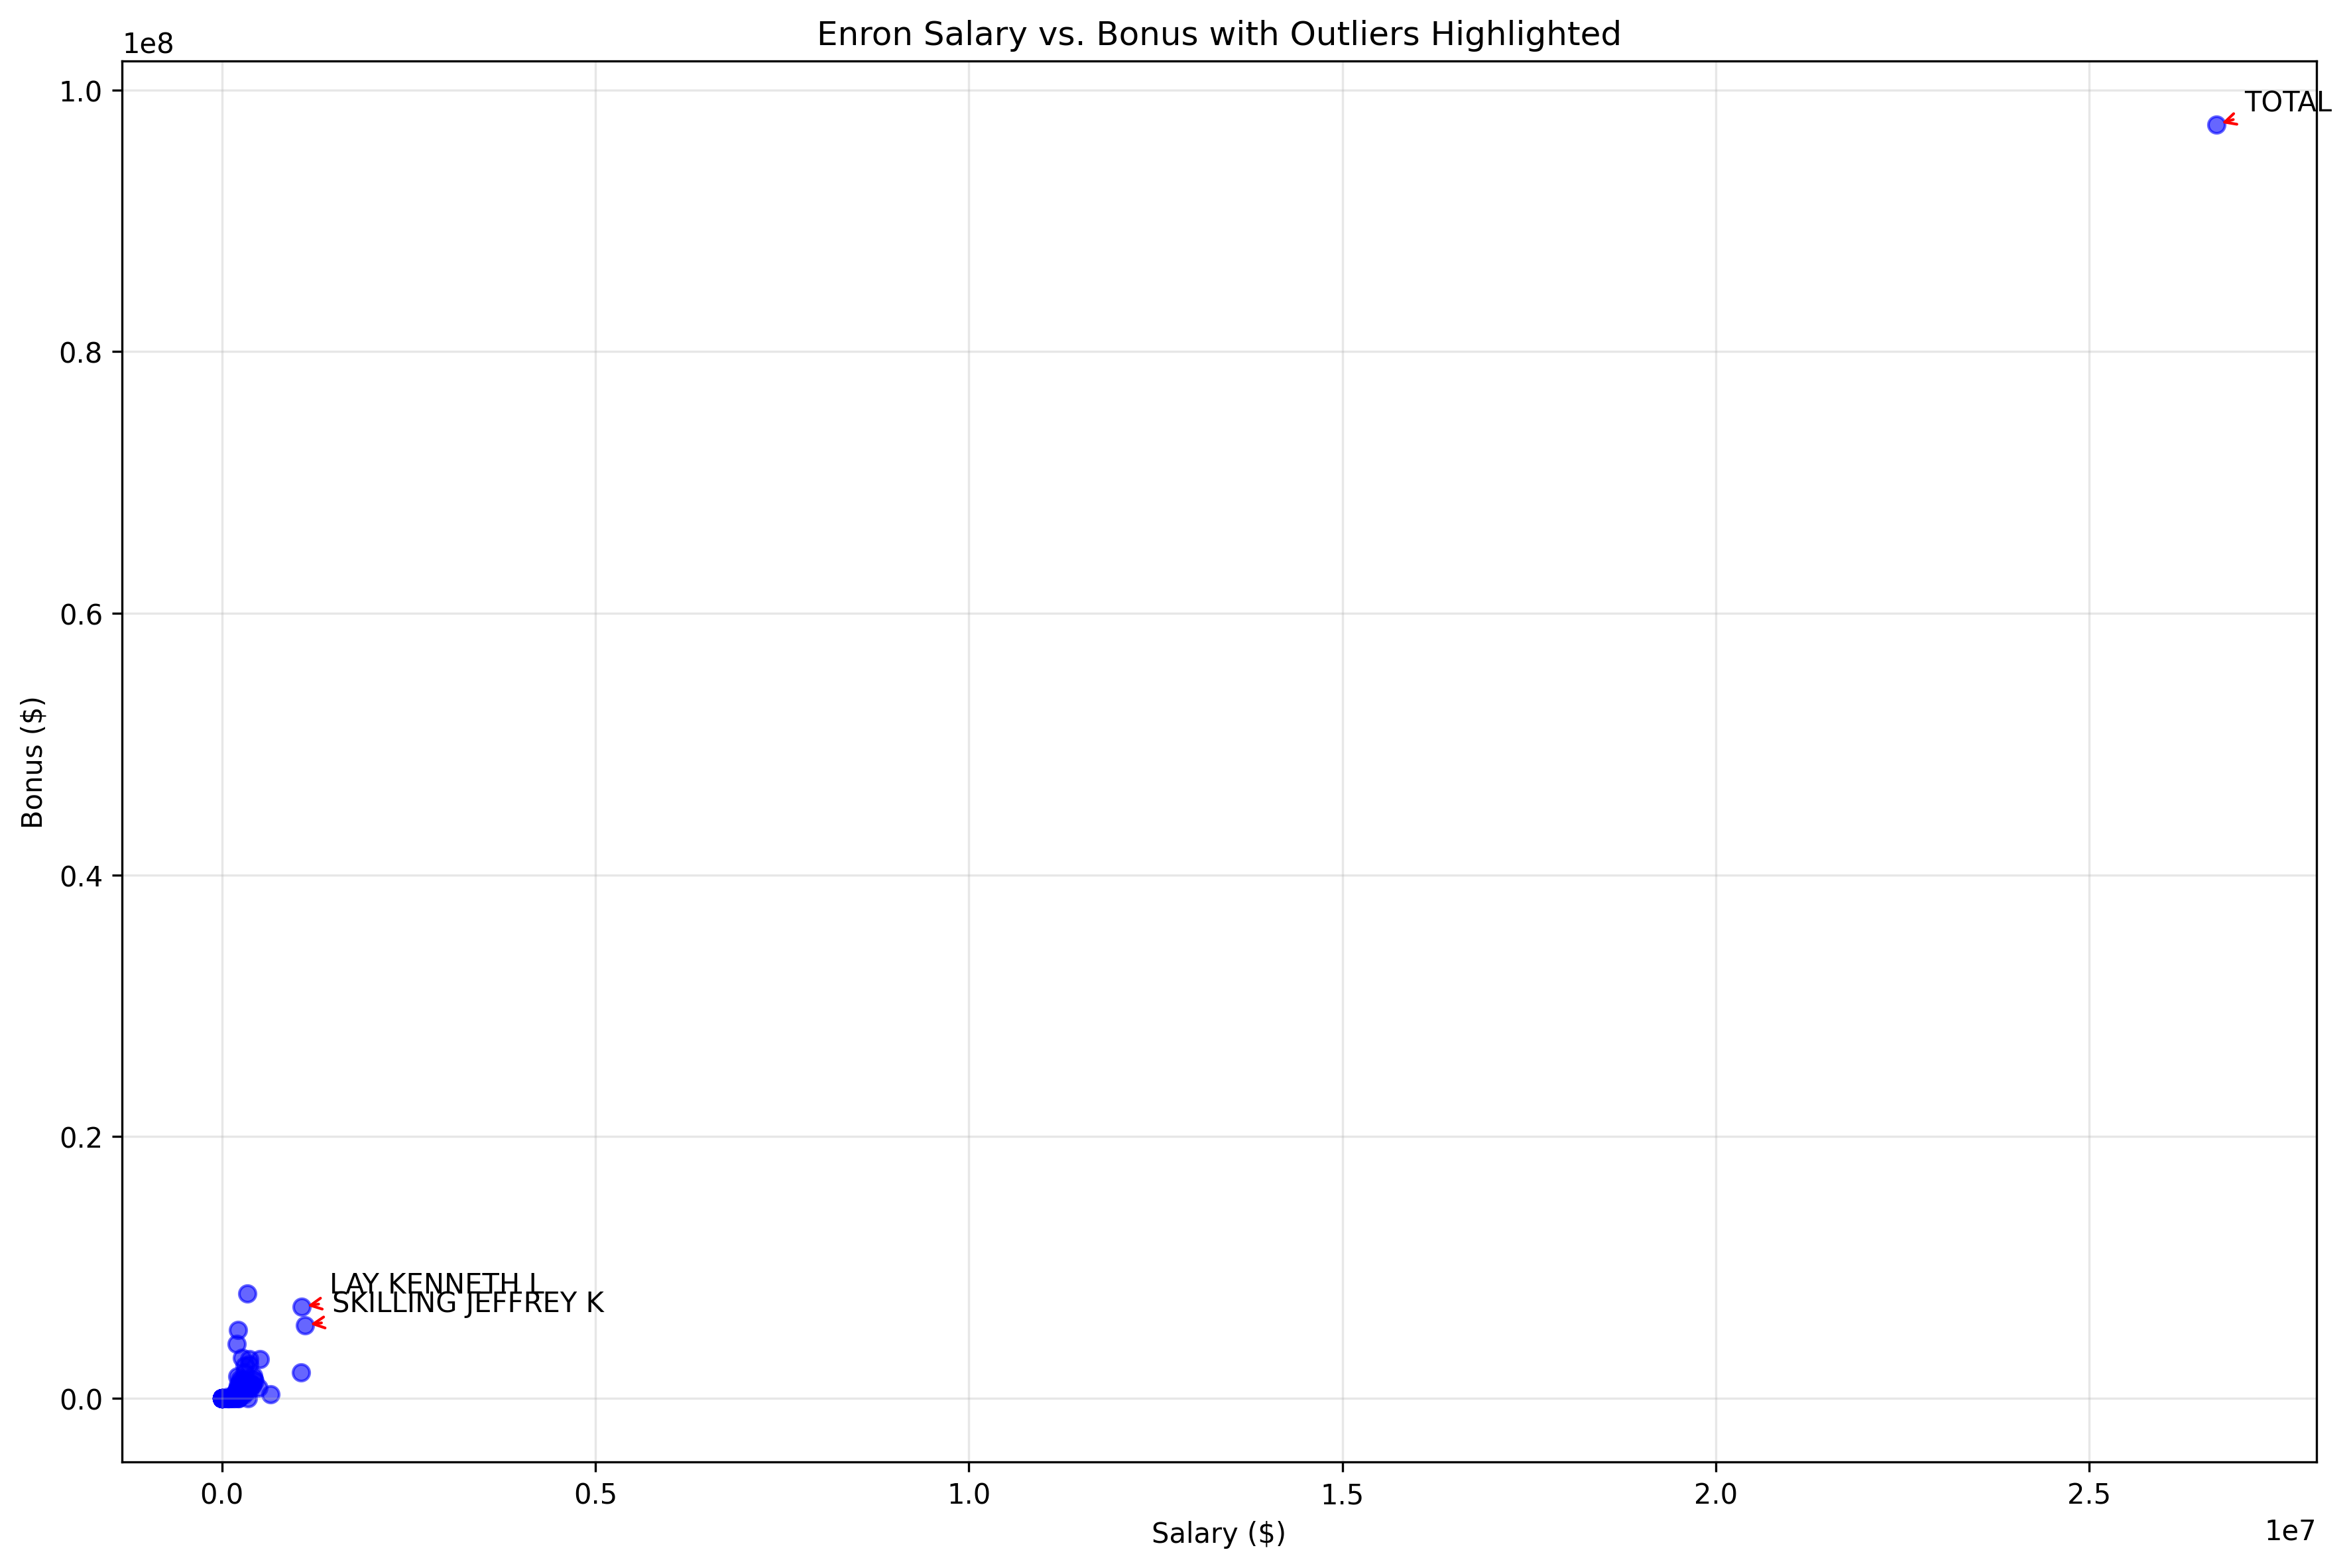 Enron Salary vs. Bonus with Outliers Highlighted
1e8
1.0
TOTAL
0.8
0.6
Bonus ($)
0.4
0.2
LAY KENNETH L
SKILLING JEFFREY K
0.0
0.0 0.5 1.0 1.5 2.0 2.5
Salary ($)
1e7